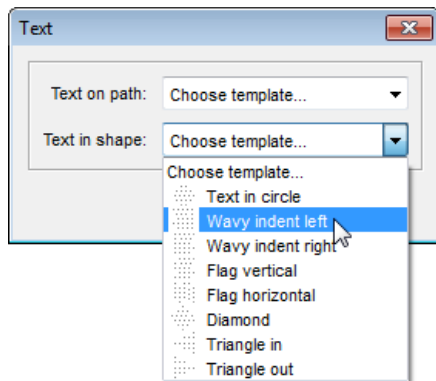 Text
Text on path: Choose template...
Text in shape: Choose template...
Choose template...
Text in circle
Wavy indent left
Wavy indent right
Flag vertical
Flag horizontal
Diamond
Triangle in
Triangle out